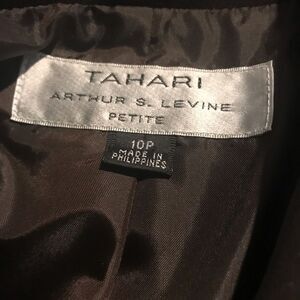 TAHARI
ARTHUR S. LEVINE
PETITE
10P
MADE IN
PHILIPPINES